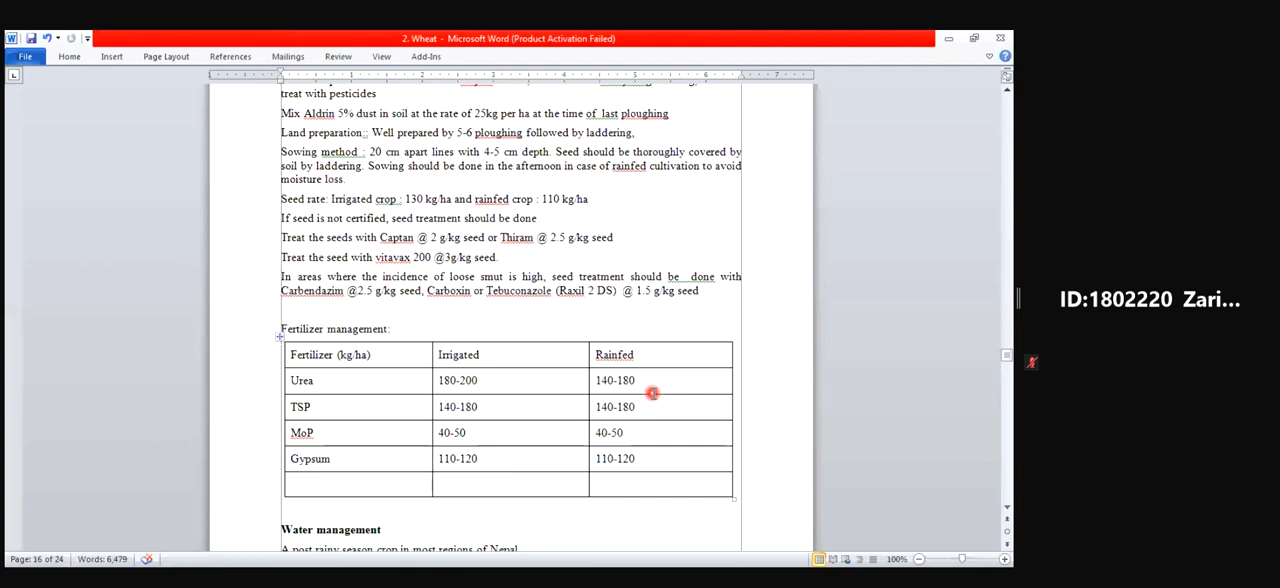 2. Wheat - Microsoft Word (Product Activation Failed)
File Home Insert Page Layout References Mailings Review View Add-Ins
1 2 3 4 5 6 7
treat with pesticides
Mix Aldrin 5% dust in soil at the rate of 25kg per ha at the time of last ploughing
Land preparation:: Well prepared by 5-6 ploughing followed by laddering,
Sowing method : 20 cm apart lines with 4-5 cm depth. Seed should be thoroughly covered by
soil by laddering. Sowing should be done in the afternoon in case of rainfed cultivation to avoid
moisture loss.
Seed rate: Irrigated crop : 130 kg/ha and rainfed crop : 110 kg/ha
If seed is not certified, seed treatment should be done
Treat the seeds with Captan @ 2 g/kg seed or Thiram @ 2.5 g/kg seed
Treat the seed with vitavax 200 @3g/kg seed.
In areas where the incidence of loose smut is high, seed treatment should be done with
Carbendazim @2.5 g/kg seed, Carboxin or Tebuconazole (Raxil 2 DS) @ 1.5 g/kg seed
Fertilizer management:
Fertilizer (kg/ha) Irrigated Rainfed
Urea 180-200 140-180
TSP 140-180 140-180
MoP 40-50 40-50
Gypsum 110-120 110-120
Water management
A post rainy season crop in most regions of Nepal
Page: 16 of 24 Words: 6,479 100%
ID:1802220 Zari...